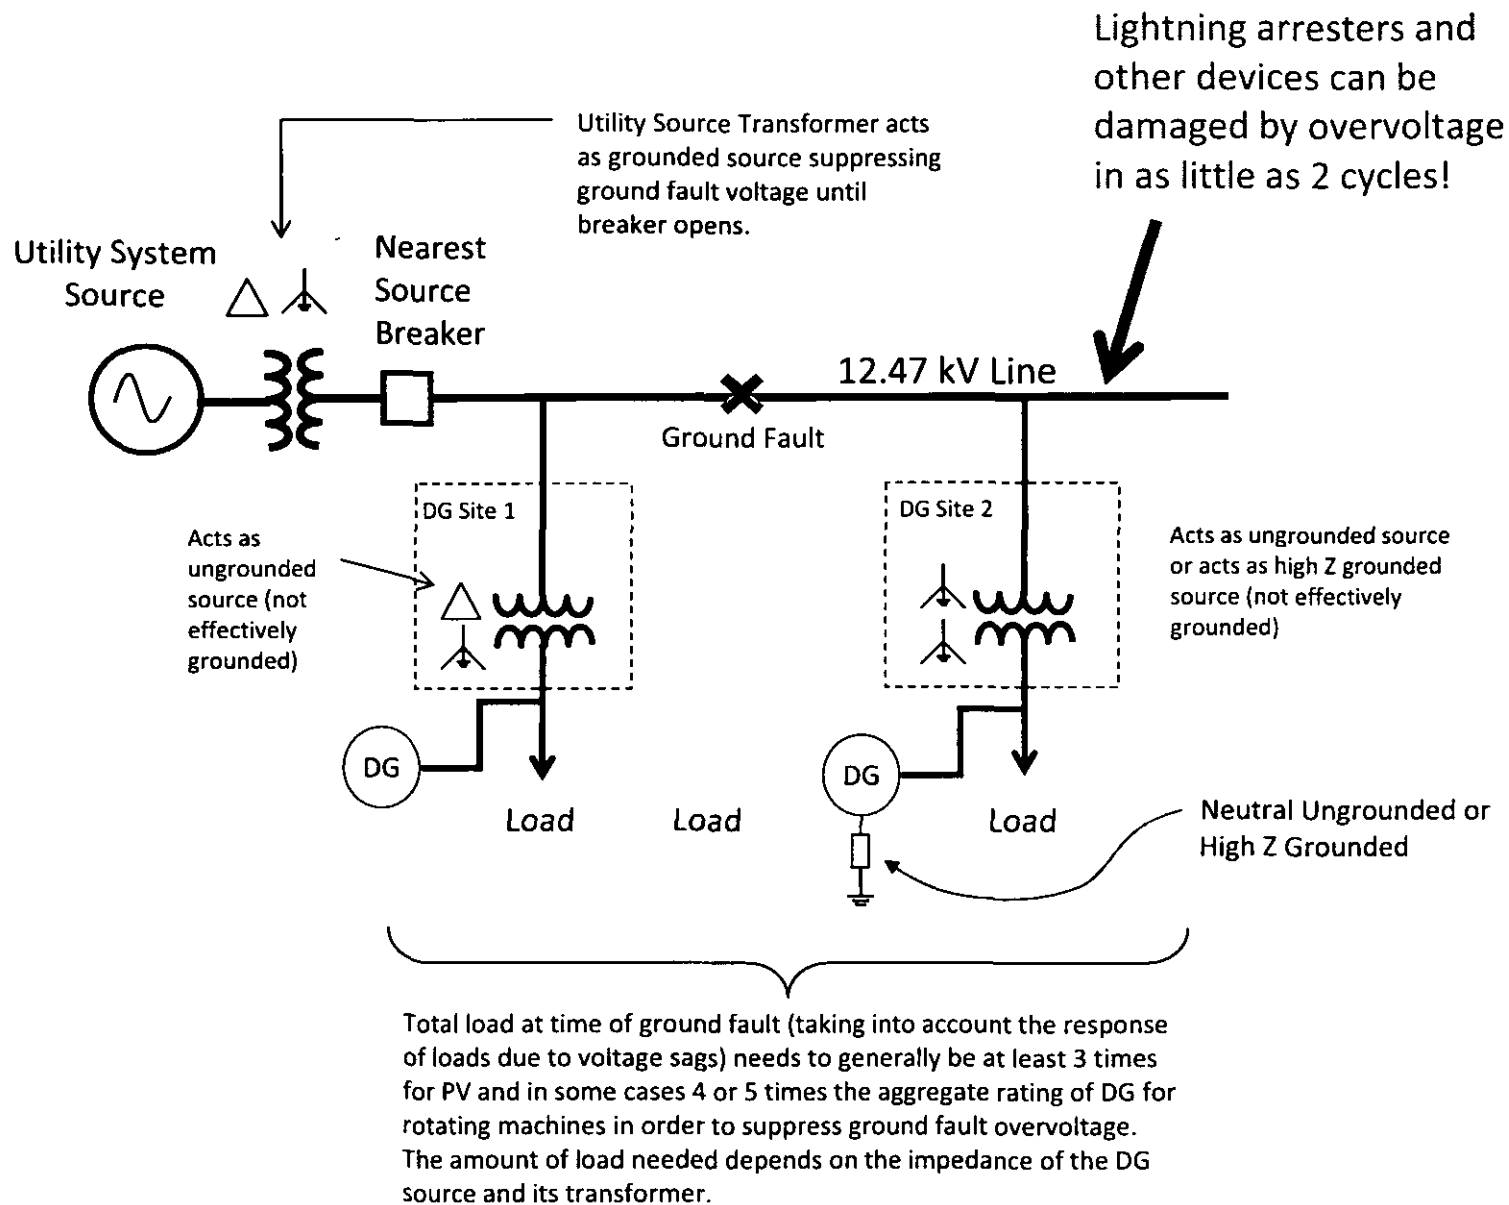 Lightning arresters and
other devices can be
damaged by overvoltage
in as little as 2 cycles!
Utility Source Transformer acts
as grounded source suppressing
ground fault voltage until
breaker opens.
Utility System
Source
Nearest
Source
Breaker
12.47 kV Line
Ground Fault
DG Site 1
DG Site 2
Acts as
ungrounded
source (not
effectively
grounded)
Acts as ungrounded source
or acts as high Z grounded
source (not effectively
grounded)
DG
DG
Load
Load
Load
Neutral Ungrounded or
High Z Grounded
Total load at time of ground fault (taking into account the response
of loads due to voltage sags) needs to generally be at least 3 times
for PV and in some cases 4 or 5 times the aggregate rating of DG for
rotating machines in order to suppress ground fault overvoltage.
The amount of load needed depends on the impedance of the DG
source and its transformer.